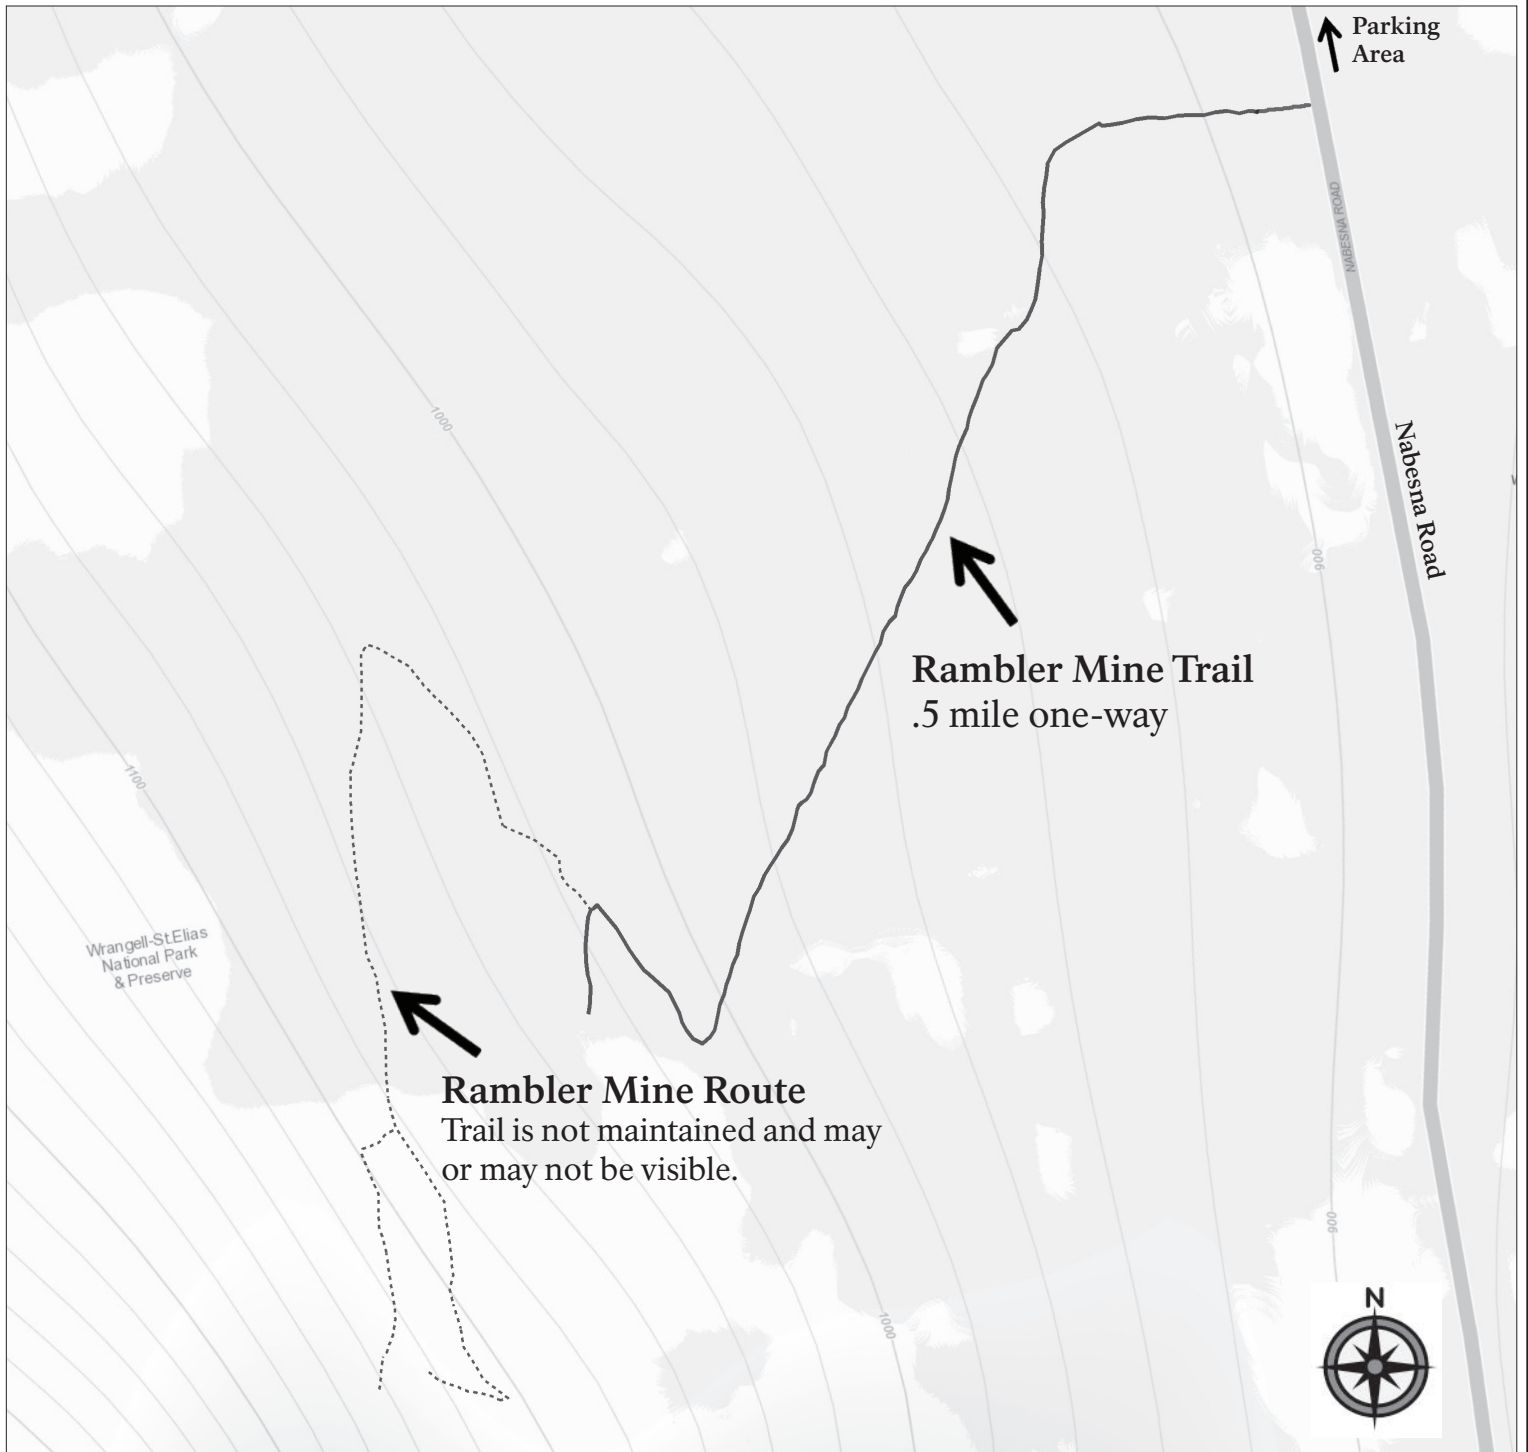 Parking
Area
NABESNA ROAD
1000
Nabesna Road
900
Rambler Mine Trail
.5 mile one-way
1100
Wrangell-St.Elias
National Park
& Preserve
Rambler Mine Route
Trail is not maintained and may
or may not be visible.
900
1000
N